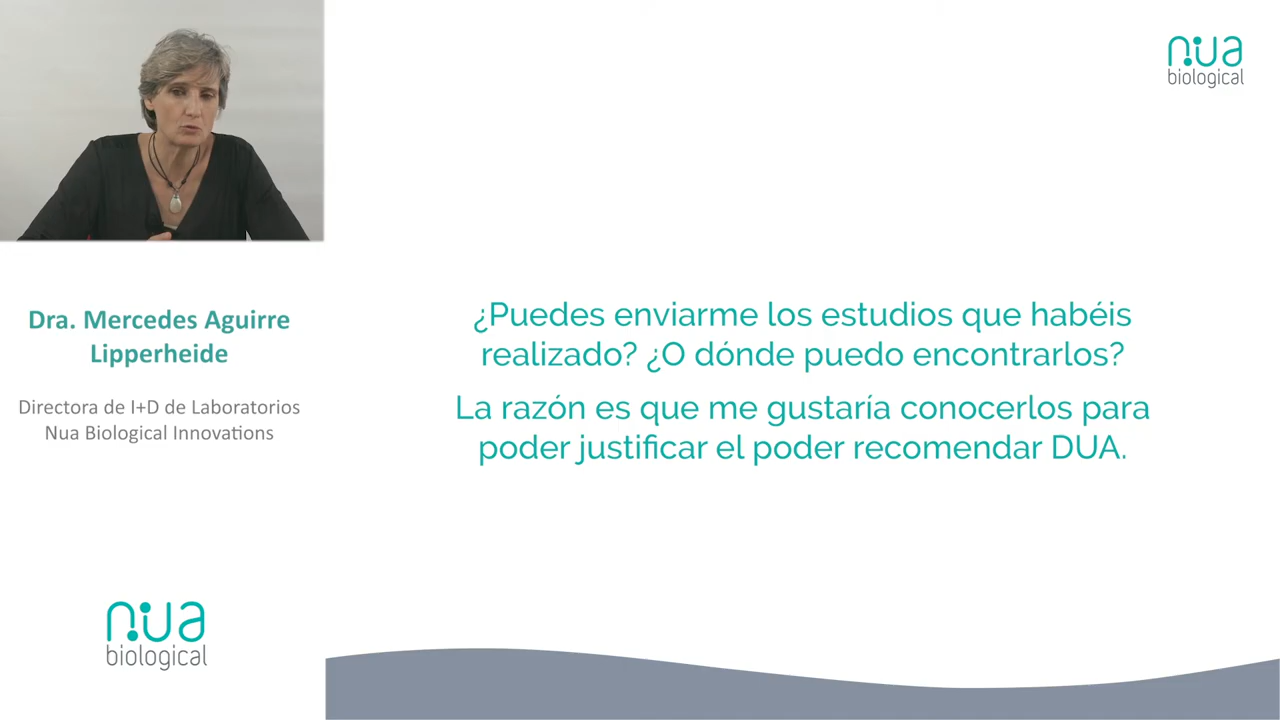 nua
biological
Dra. Mercedes Aguirre
Lipperheide
Directora de I+D de Laboratorios
Nua Biological Innovations
¿Puedes enviarme los estudios que habéis
realizado? ¿O dónde puedo encontrarlos?
La razón es que me gustaría conocerlos para
poder justificar el poder recomendar DUA.
nua
biological